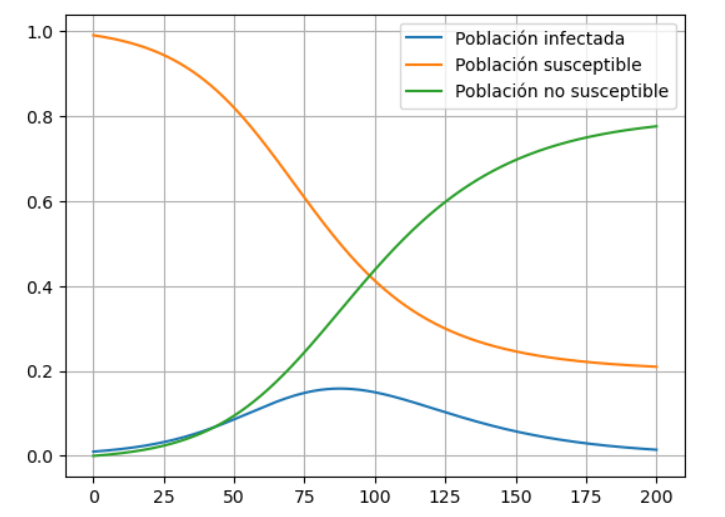 1.0
0.8
0.6
0.4
0.2
0.0
Población infectada
Población susceptible
Población no susceptible
0 25 50 75 100 125 150 175 200